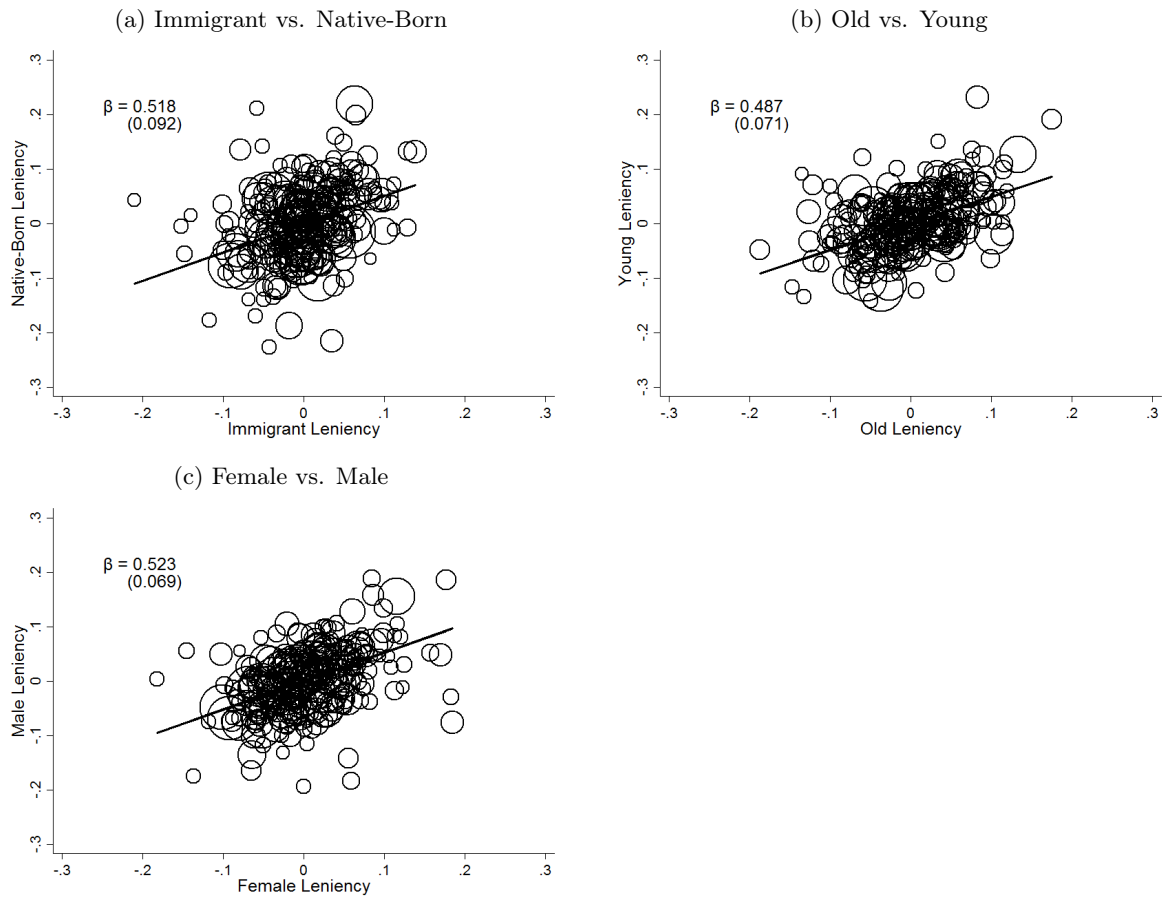 (a) Immigrant vs. Native-Born
.3
.2
.1
0
-.1
-.2
-.3
Native-Born Leniency
β = 0.518
(0.092)
-.3 -.2 -.1 0 .1 .2 .3
Immigrant Leniency
(b) Old vs. Young
.3
.2
.1
0
-.1
-.2
-.3
Young Leniency
β = 0.487
(0.071)
-.3 -.2 -.1 0 .1 .2 .3
Old Leniency
(c) Female vs. Male
.3
.2
.1
0
-.1
-.2
-.3
Male Leniency
β = 0.523
(0.069)
-.3 -.2 -.1 0 .1 .2 .3
Female Leniency